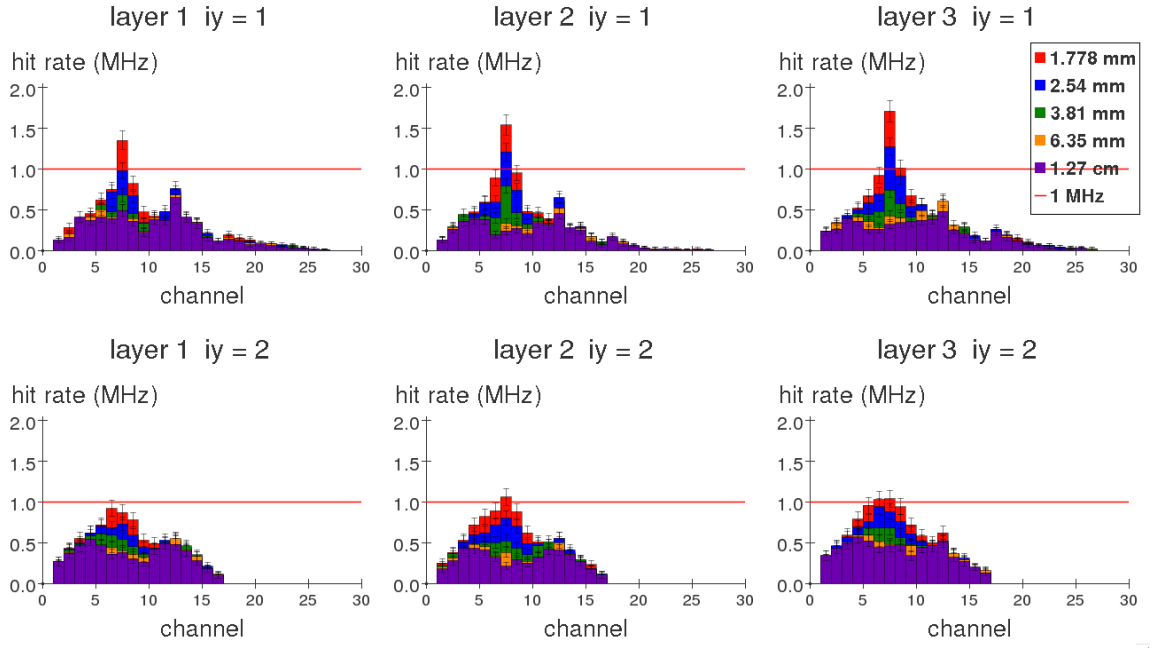 layer 1 iy = 1
layer 2 iy = 1
layer 3 iy = 1
hit rate (MHz)
hit rate (MHz)
hit rate (MHz)
1.778 mm
2.54 mm
3.81 mm
6.35 mm
1.27 cm
1 MHz
2.0
1.5
1.0
0.5
0.0
0 5 10 15 20 25 30
channel
2.0
1.5
1.0
0.5
0.0
0 5 10 15 20 25 30
channel
2.0
1.5
1.0
0.5
0.0
0 5 10 15 20 25 30
channel
layer 1 iy = 2
layer 2 iy = 2
layer 3 iy = 2
hit rate (MHz)
hit rate (MHz)
hit rate (MHz)
2.0
1.5
1.0
0.5
0.0
0 5 10 15 20 25 30
channel
2.0
1.5
1.0
0.5
0.0
0 5 10 15 20 25 30
channel
2.0
1.5
1.0
0.5
0.0
0 5 10 15 20 25 30
channel